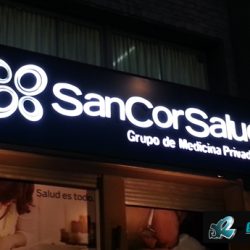 SanCorSalud
Grupo de Medicina Privada
Salud es todo.